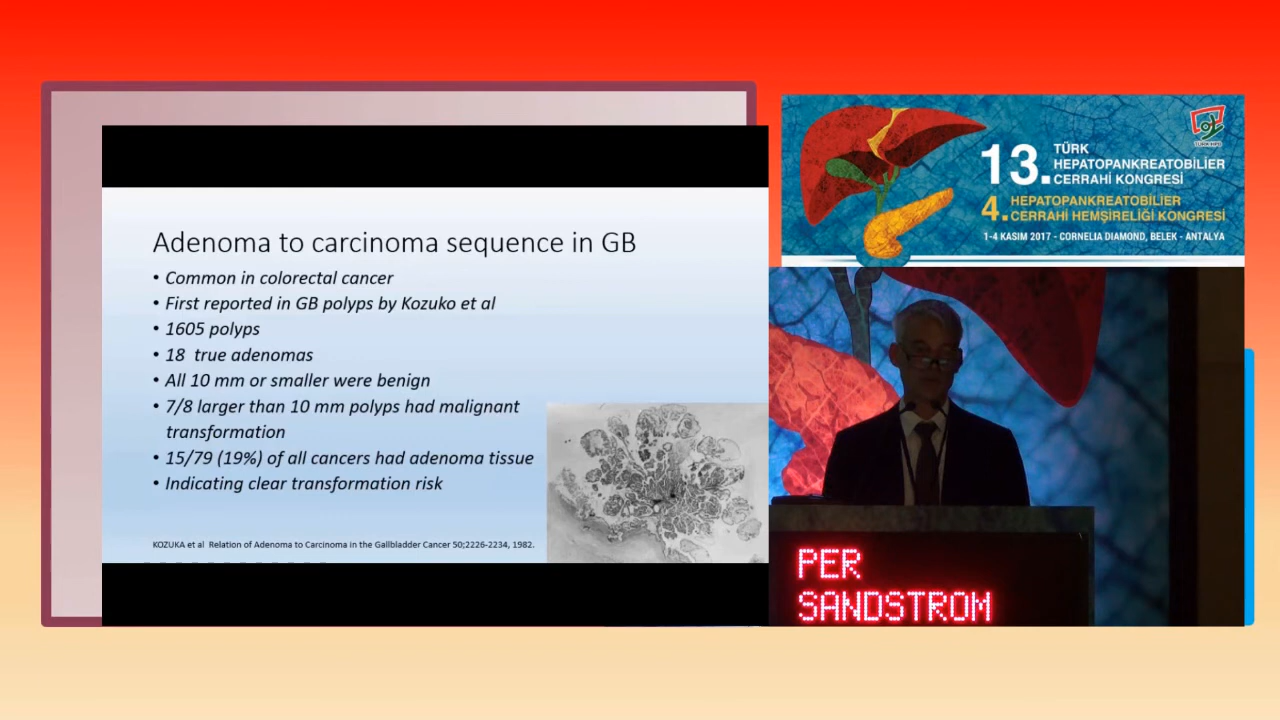 Adenoma to carcinoma sequence in GB
• Common in colorectal cancer
• First reported in GB polyps by Kozuko et al
• 1605 polyps
• 18 true adenomas
• All 10 mm or smaller were benign
• 7/8 larger than 10 mm polyps had malignant
transformation
• 15/79 (19%) of all cancers had adenoma tissue
• Indicating clear transformation risk
KOZUKA et al Relation of Adenoma to Carcinoma in the Gallbladder Cancer 50;2226-2234, 1982.
13. TÜRK
HEPATOPANKREATOBİLİER
CERRAHİ KONGRESİ
4. HEPATOPANKREATOBİLİER
CERRAHİ HEMŞİRELİĞİ KONGRESİ
1-4 KASIM 2017 - CORNELIA DIAMOND, BELEK - ANTALYA
PER
SANDSTROM